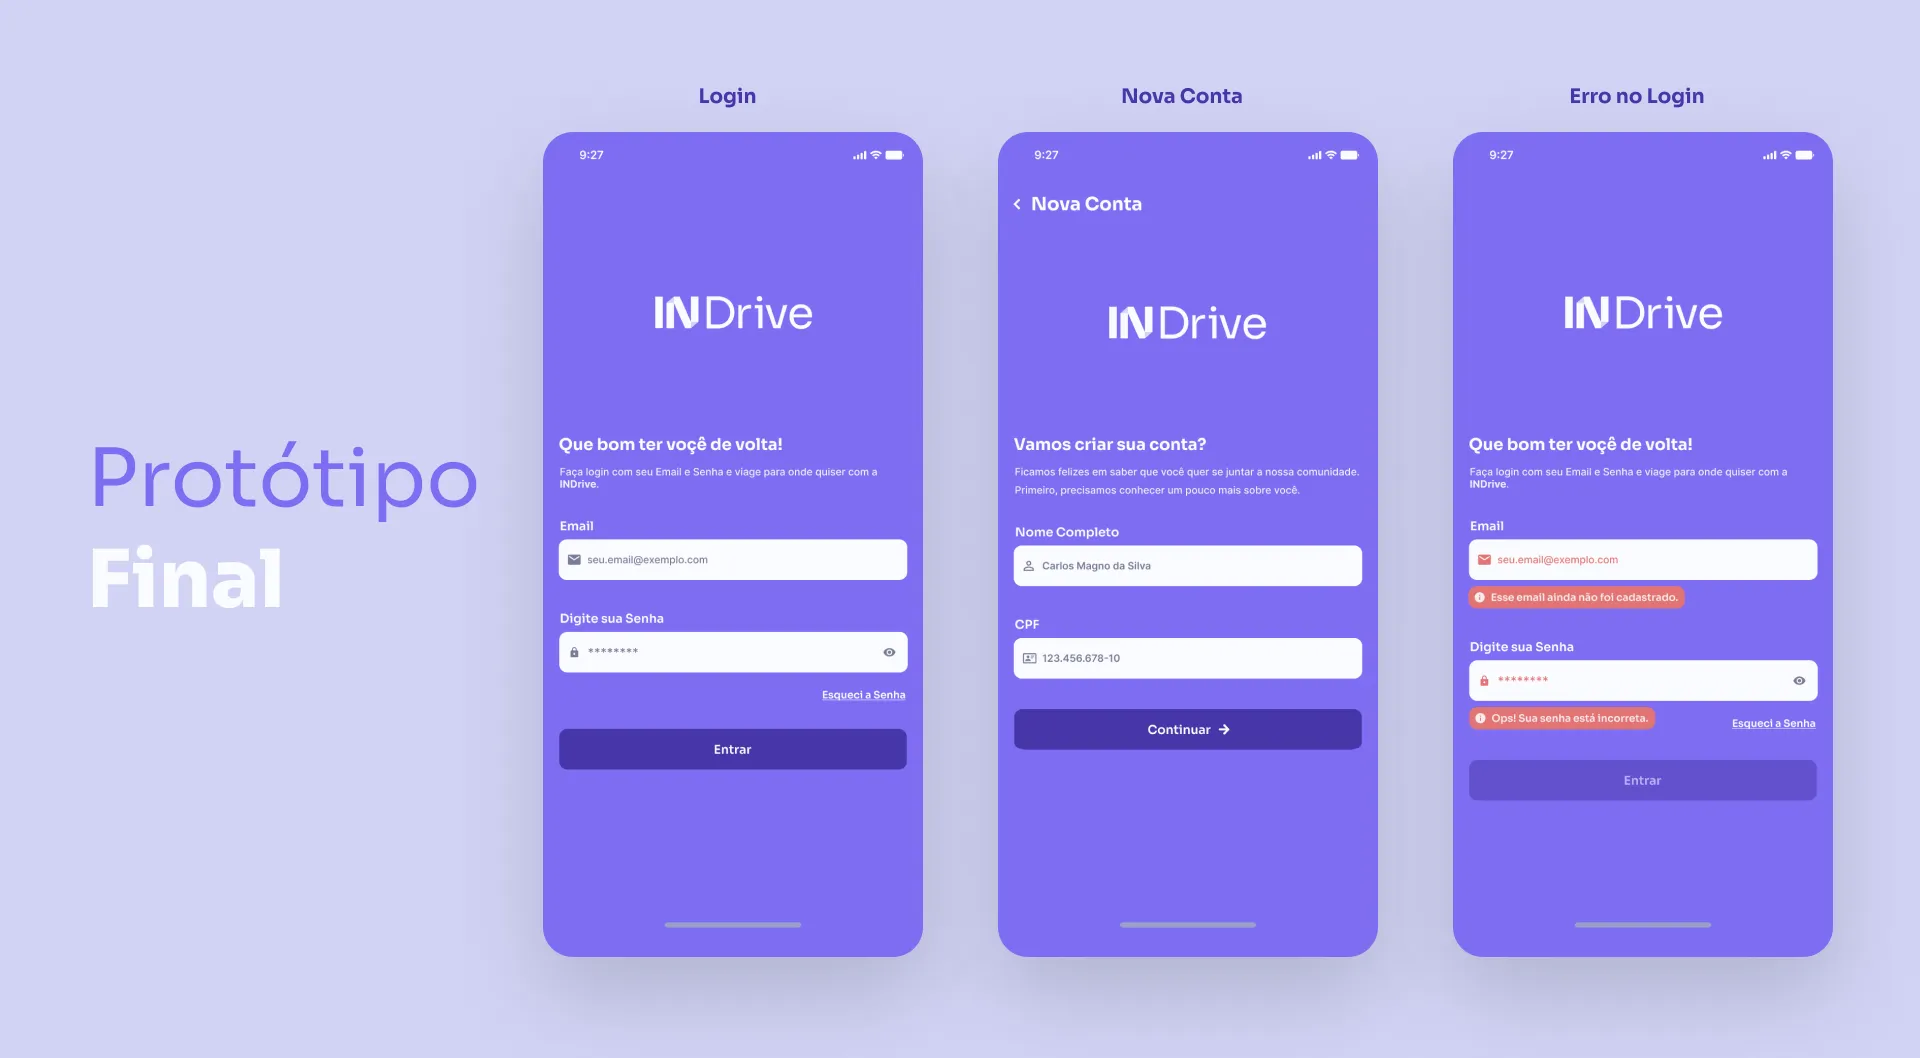 Protótipo
Final
Login
9:27
INDrive
Que bom ter voçê de volta!
Faça login com seu Email e Senha e viage para onde quiser com a
INDrive.
Email
seu.email@exemplo.com
Digite sua Senha
********
Esqueci a Senha
Entrar
Nova Conta
9:27
Nova Conta
INDrive
Vamos criar sua conta?
Ficamos felizes em saber que você quer se juntar a nossa comunidade.
Primeiro, precisamos conhecer um pouco mais sobre você.
Nome Completo
Carlos Magno da Silva
CPF
123.456.678-10
Continuar
Erro no Login
9:27
INDrive
Que bom ter voçê de volta!
Faça login com seu Email e Senha e viage para onde quiser com a
INDrive.
Email
seu.email@exemplo.com
Esse email ainda não foi cadastrado.
Digite sua Senha
********
Ops! Sua senha está incorreta.
Esqueci a Senha
Entrar